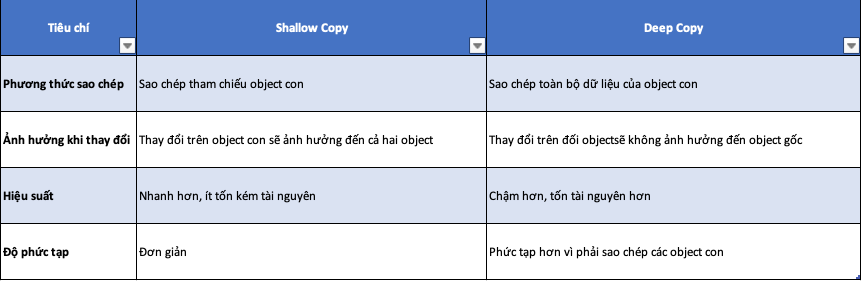 Tiêu chí Shallow Copy Deep Copy
Phương thức sao chép Sao chép tham chiếu object con Sao chép toàn bộ dữ liệu của object con
Ảnh hưởng khi thay đổi Thay đổi trên object con sẽ ảnh hưởng đến cả hai object Thay đổi trên đối objectsẽ không ảnh hưởng đến object gốc
Hiệu suất Nhanh hơn, ít tốn kém tài nguyên Chậm hơn, tốn tài nguyên hơn
Độ phức tạp Đơn giản Phức tạp hơn vì phải sao chép các object con